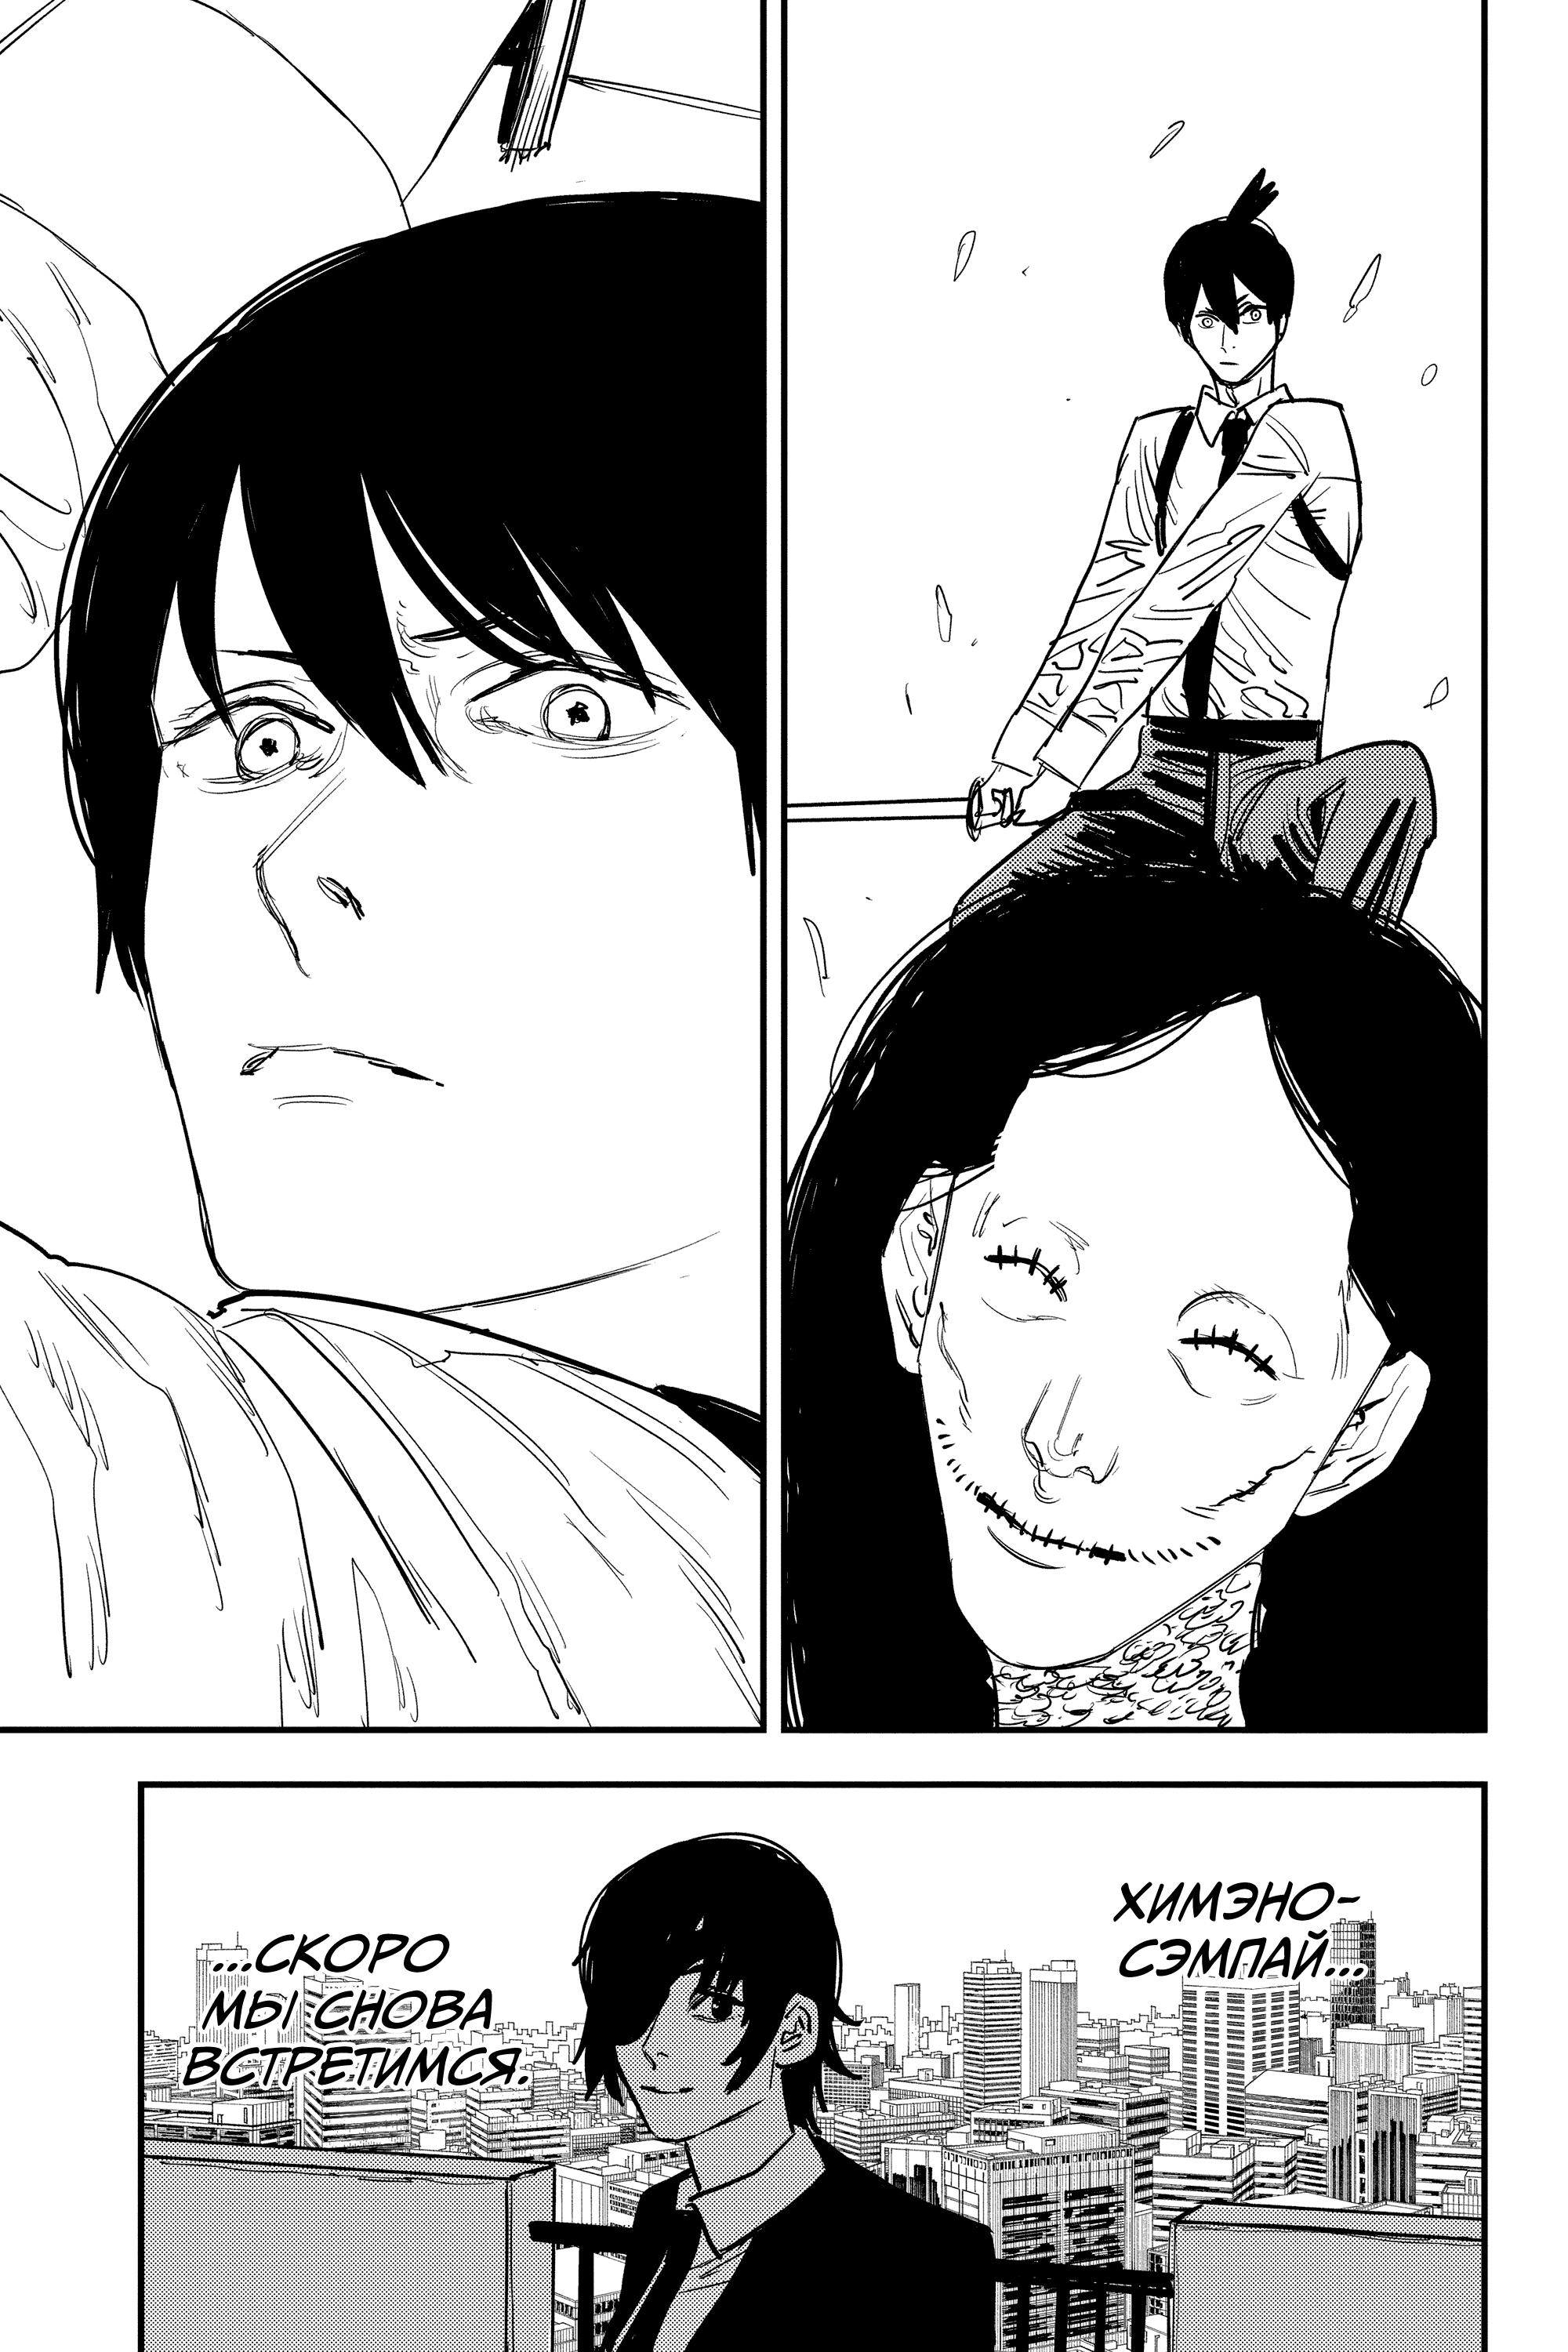 ХИМЭНО-
СЭМПАЙ...
...СКОРО
МЫ СНОВА
ВСТРЕТИМСЯ.